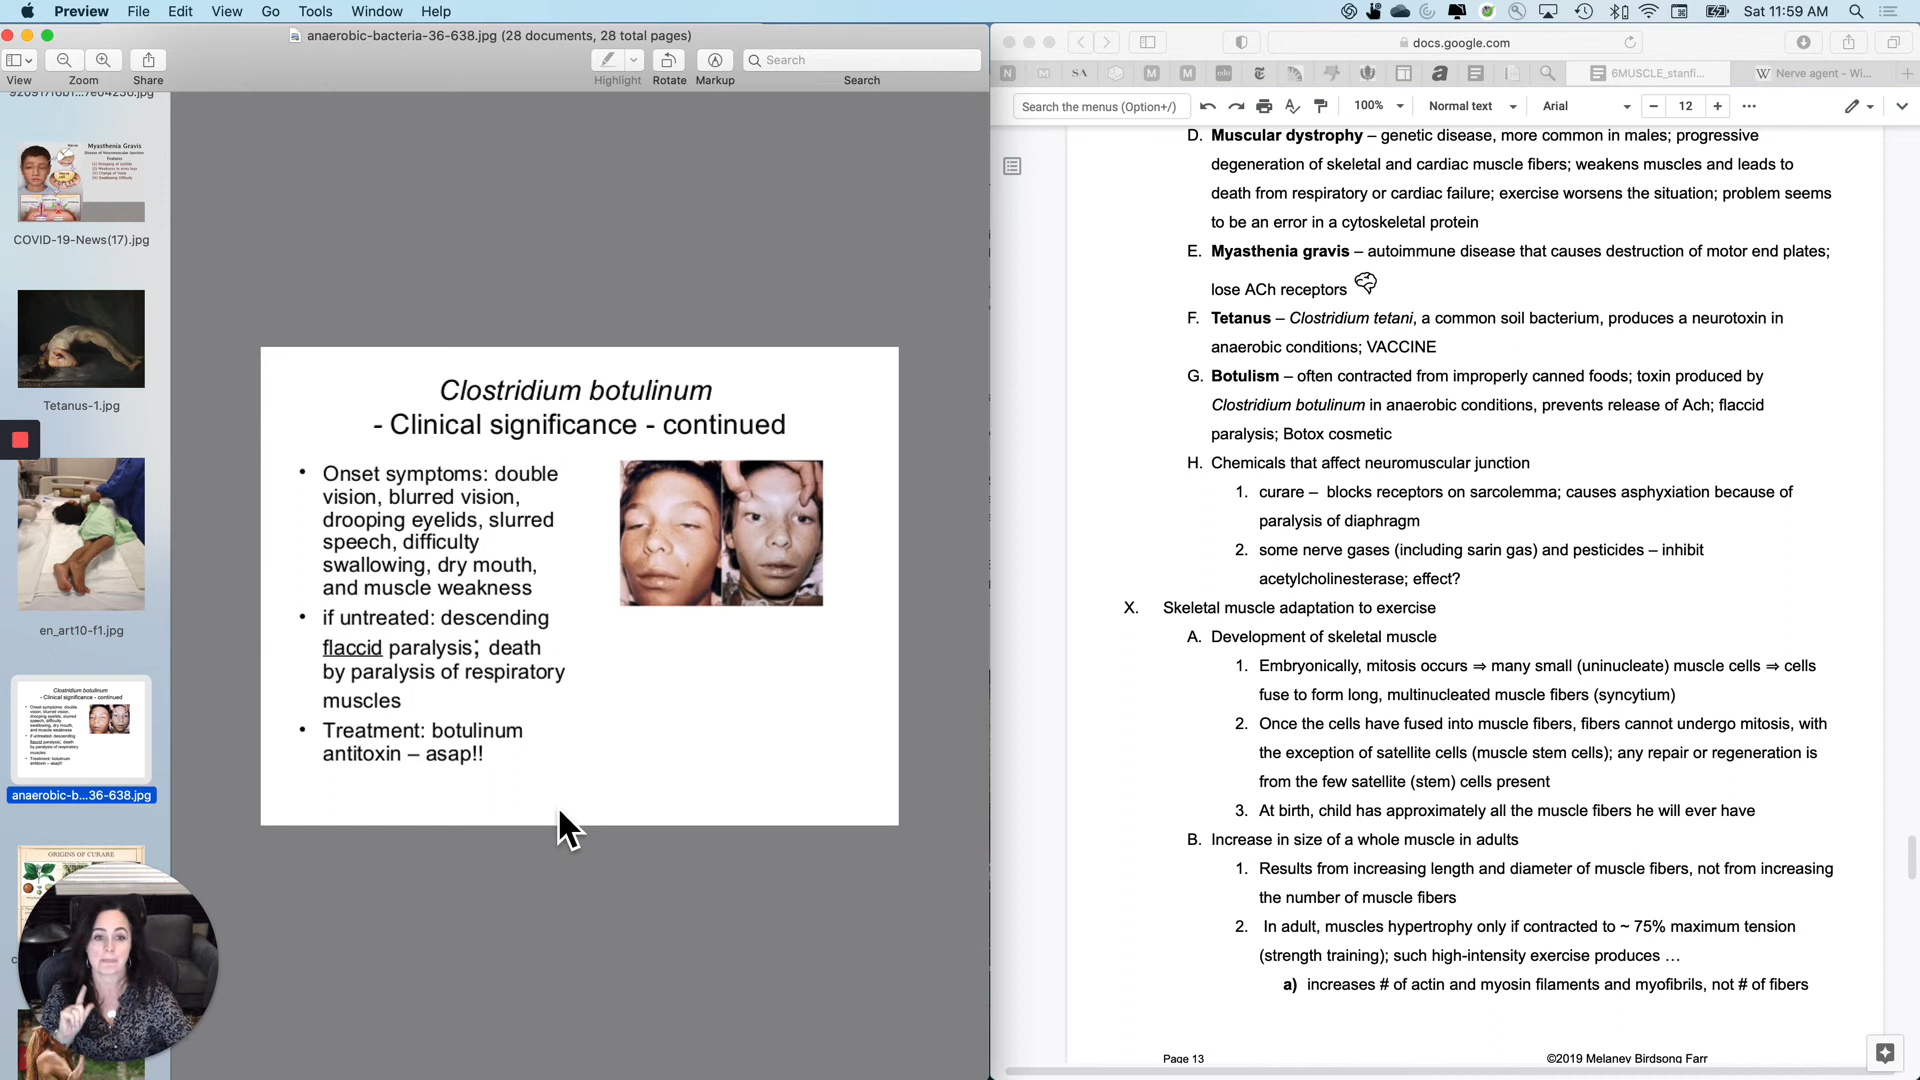 Preview File Edit View Go Tools Window Help
Sat 11:59 AM
anaerobic-bacteria-36-638.jpg (28 documents, 28 total pages)
View
Zoom
Share
Highlight
Rotate
Markup
Search
Search
Myasthenia Gravis
COVID-19-News(17).jpg
Tetanus-1.jpg
en_art10-f1.jpg
Clostridium botulinum
- Clinical significance - continued
anaerobic-b...36-638.jpg
ORIGINS OF CURARE
Clostridium botulinum
- Clinical significance - continued
• Onset symptoms: double
vision, blurred vision,
drooping eyelids, slurred
speech, difficulty
swallowing, dry mouth,
and muscle weakness
• if untreated: descending
flaccid paralysis; death
by paralysis of respiratory
muscles
• Treatment: botulinum
antitoxin – asap!!
docs.google.com
6MUSCLE_stanfi...
Nerve agent - Wi...
Search the menus (Option+/)
100%
Normal text
Arial
12
D. Muscular dystrophy – genetic disease, more common in males; progressive
degeneration of skeletal and cardiac muscle fibers; weakens muscles and leads to
death from respiratory or cardiac failure; exercise worsens the situation; problem seems
to be an error in a cytoskeletal protein
E. Myasthenia gravis – autoimmune disease that causes destruction of motor end plates;
lose ACh receptors
F. Tetanus – Clostridium tetani, a common soil bacterium, produces a neurotoxin in
anaerobic conditions; VACCINE
G. Botulism – often contracted from improperly canned foods; toxin produced by
Clostridium botulinum in anaerobic conditions, prevents release of Ach; flaccid
paralysis; Botox cosmetic
H. Chemicals that affect neuromuscular junction
1. curare – blocks receptors on sarcolemma; causes asphyxiation because of
paralysis of diaphragm
2. some nerve gases (including sarin gas) and pesticides – inhibit
acetylcholinesterase; effect?
X. Skeletal muscle adaptation to exercise
A. Development of skeletal muscle
1. Embryonically, mitosis occurs ⇒ many small (uninucleate) muscle cells ⇒ cells
fuse to form long, multinucleated muscle fibers (syncytium)
2. Once the cells have fused into muscle fibers, fibers cannot undergo mitosis, with
the exception of satellite cells (muscle stem cells); any repair or regeneration is
from the few satellite (stem) cells present
3. At birth, child has approximately all the muscle fibers he will ever have
B. Increase in size of a whole muscle in adults
1. Results from increasing length and diameter of muscle fibers, not from increasing
the number of muscle fibers
2. In adult, muscles hypertrophy only if contracted to ~ 75% maximum tension
(strength training); such high-intensity exercise produces …
a) increases # of actin and myosin filaments and myofibrils, not # of fibers
Page 13
©2019 Melaney Birdsong Farr